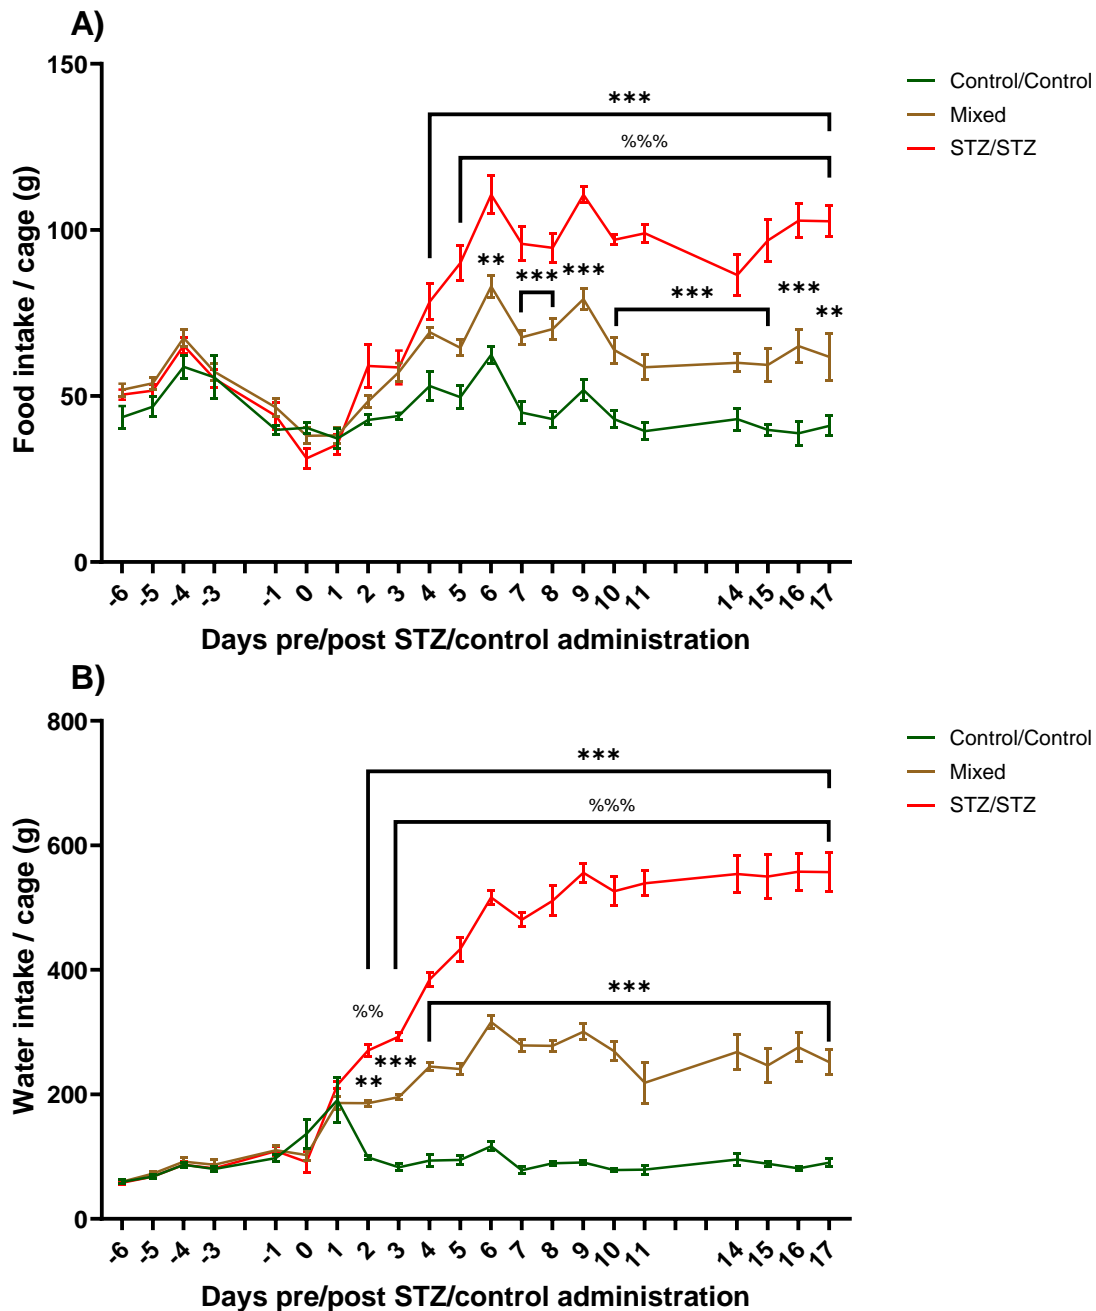 A)
150
100
50
0
Food intake / cage (g)
Control/Control
Mixed
STZ/STZ
***
%%%
** *** *** *** *** **
-6 -5 -4 -3 -1 0 1 2 3 4 5 6 7 8 9 10 11 14 15 16 17
Days pre/post STZ/control administration
B)
800
600
400
200
0
Water intake / cage (g)
Control/Control
Mixed
STZ/STZ
***
%%%
***
%%
***
**
-6 -5 -4 -3 -1 0 1 2 3 4 5 6 7 8 9 10 11 14 15 16 17
Days pre/post STZ/control administration